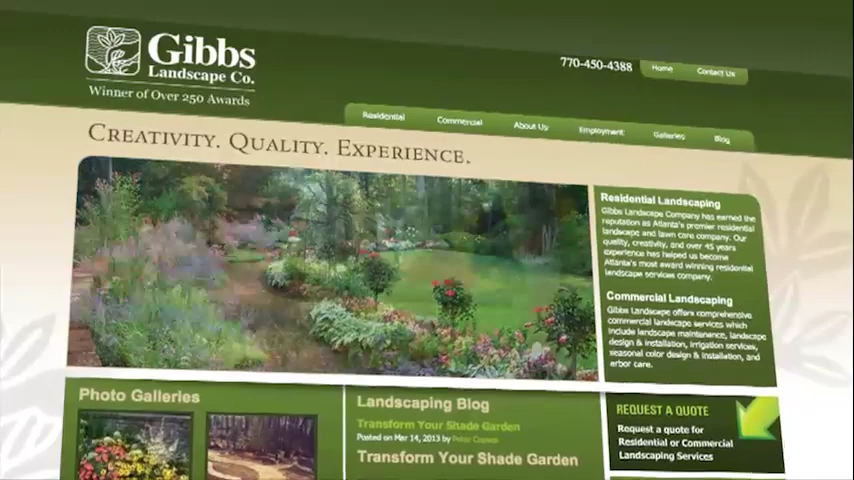 Gibbs
Landscape Co.
Winner of Over 250 Awards
770-450-4388
Home
Contact Us
Residential
Commercial
About Us
Employment
Galleries
Blog
CREATIVITY. QUALITY. EXPERIENCE.
Residential Landscaping
Gibbs Landscape Company has earned the
reputation as Atlanta's premier residential
landscape and lawn care company. Our
quality, creativity, and over 45 years
experience has helped us become
Atlanta's most award winning residential
landscape services company.
Commercial Landscaping
Gibbs Landscape offers comprehensive
commercial landscape services which
include landscape maintenance, landscape
design & installation, irrigation services,
seasonal color design & installation, and
arbor care.
Photo Galleries
Landscaping Blog
Transform Your Shade Garden
Posted on Mar 14, 2013 by
Transform Your Shade Garden
REQUEST A QUOTE
Request a quote for
Residential or Commercial
Landscaping Services